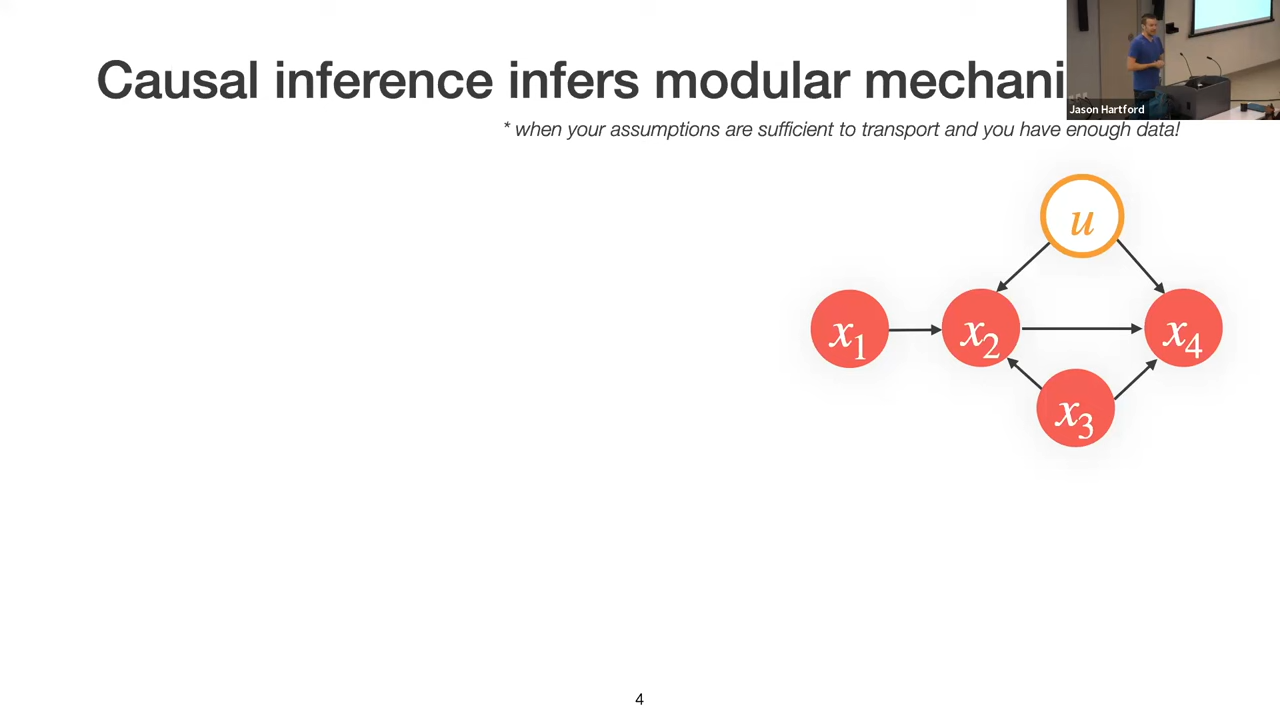 Causal inference infers modular mechani
Jason Hartford
* when your assumptions are sufficient to transport and you have enough data!
u
x1
x2
x4
x3
4